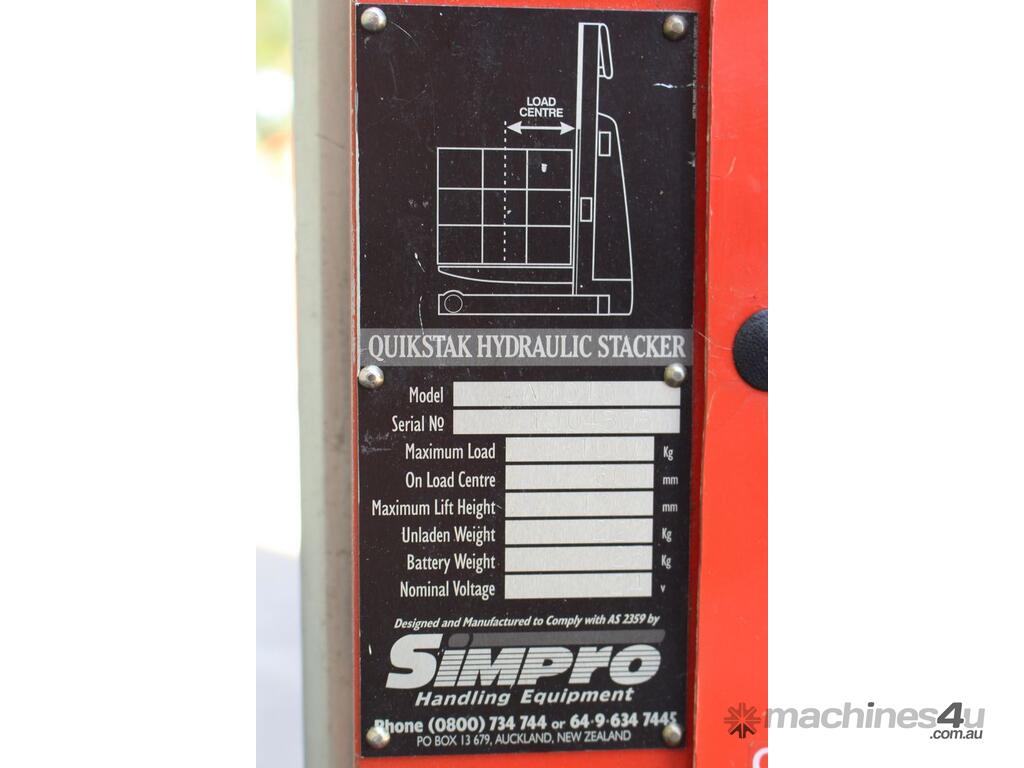 LOAD
CENTRE
QUIKSTAK HYDRAULIC STACKER
Model
Serial Nº
Maximum Load Kg
On Load Centre mm
Maximum Lift Height mm
Unladen Weight Kg
Battery Weight Kg
Nominal Voltage v
Designed and Manufactured to Comply with AS 2359 by
Simpro
Handling Equipment
Phone (0800) 734 744 or 64·9·634 7445
PO BOX 13 679, AUCKLAND, NEW ZEALAND
machines4u
.com.au